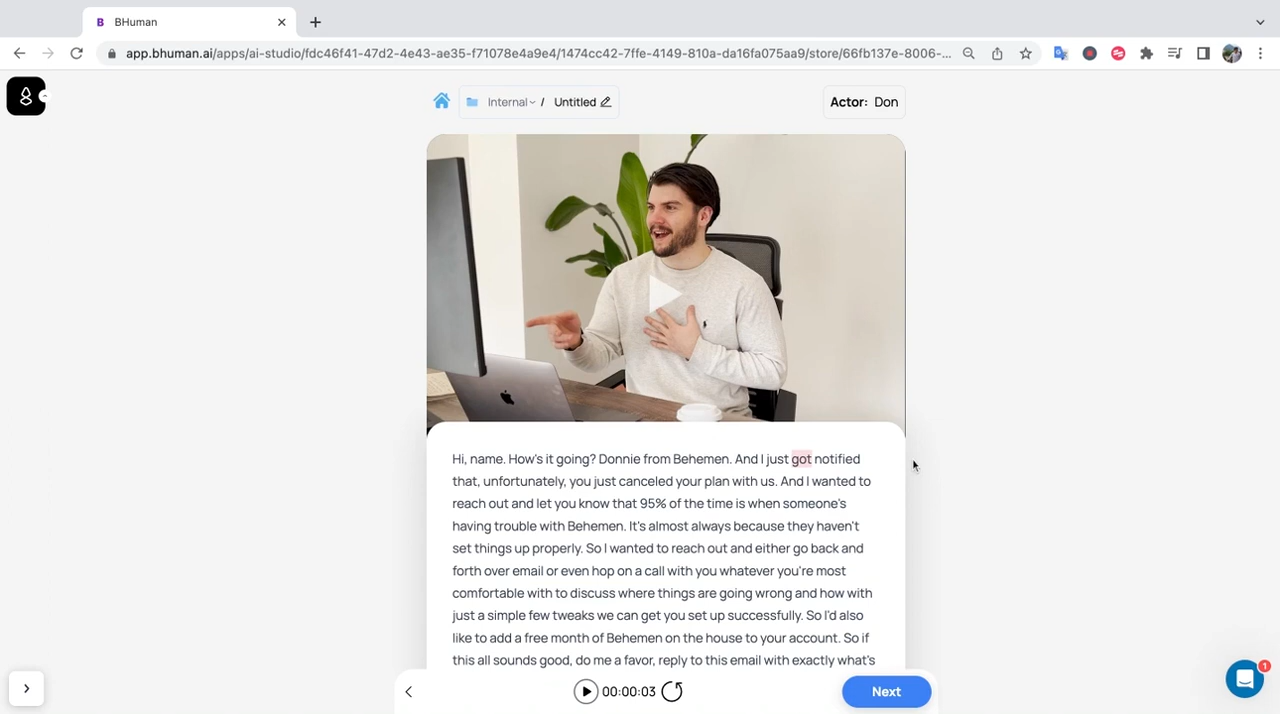 BHuman
app.bhuman.ai/apps/ai-studio/fdc46f41-47d2-4e43-ae35-f71078e4a9e4/1474cc42-7ffe-4149-810a-da16fa075aa9/store/66fb137e-8006-...
Internal / Untitled
Actor: Don
Hi, name. How's it going? Donnie from Behemen. And I just got notified
that, unfortunately, you just canceled your plan with us. And I wanted to
reach out and let you know that 95% of the time is when someone's
having trouble with Behemen. It's almost always because they haven't
set things up properly. So I wanted to reach out and either go back and
forth over email or even hop on a call with you whatever you're most
comfortable with to discuss where things are going wrong and how with
just a simple few tweaks we can get you set up successfully. So I'd also
like to add a free month of Behemen on the house to your account. So if
this all sounds good, do me a favor, reply to this email with exactly what's
00:00:03
Next
1